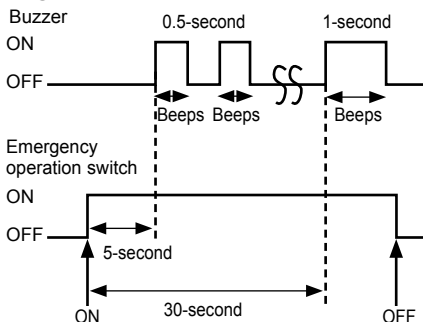 Buzzer
0.5-second 1-second
ON
OFF
Beeps Beeps Beeps
Emergency
operation switch
ON
OFF
5-second
30-second
ON OFF